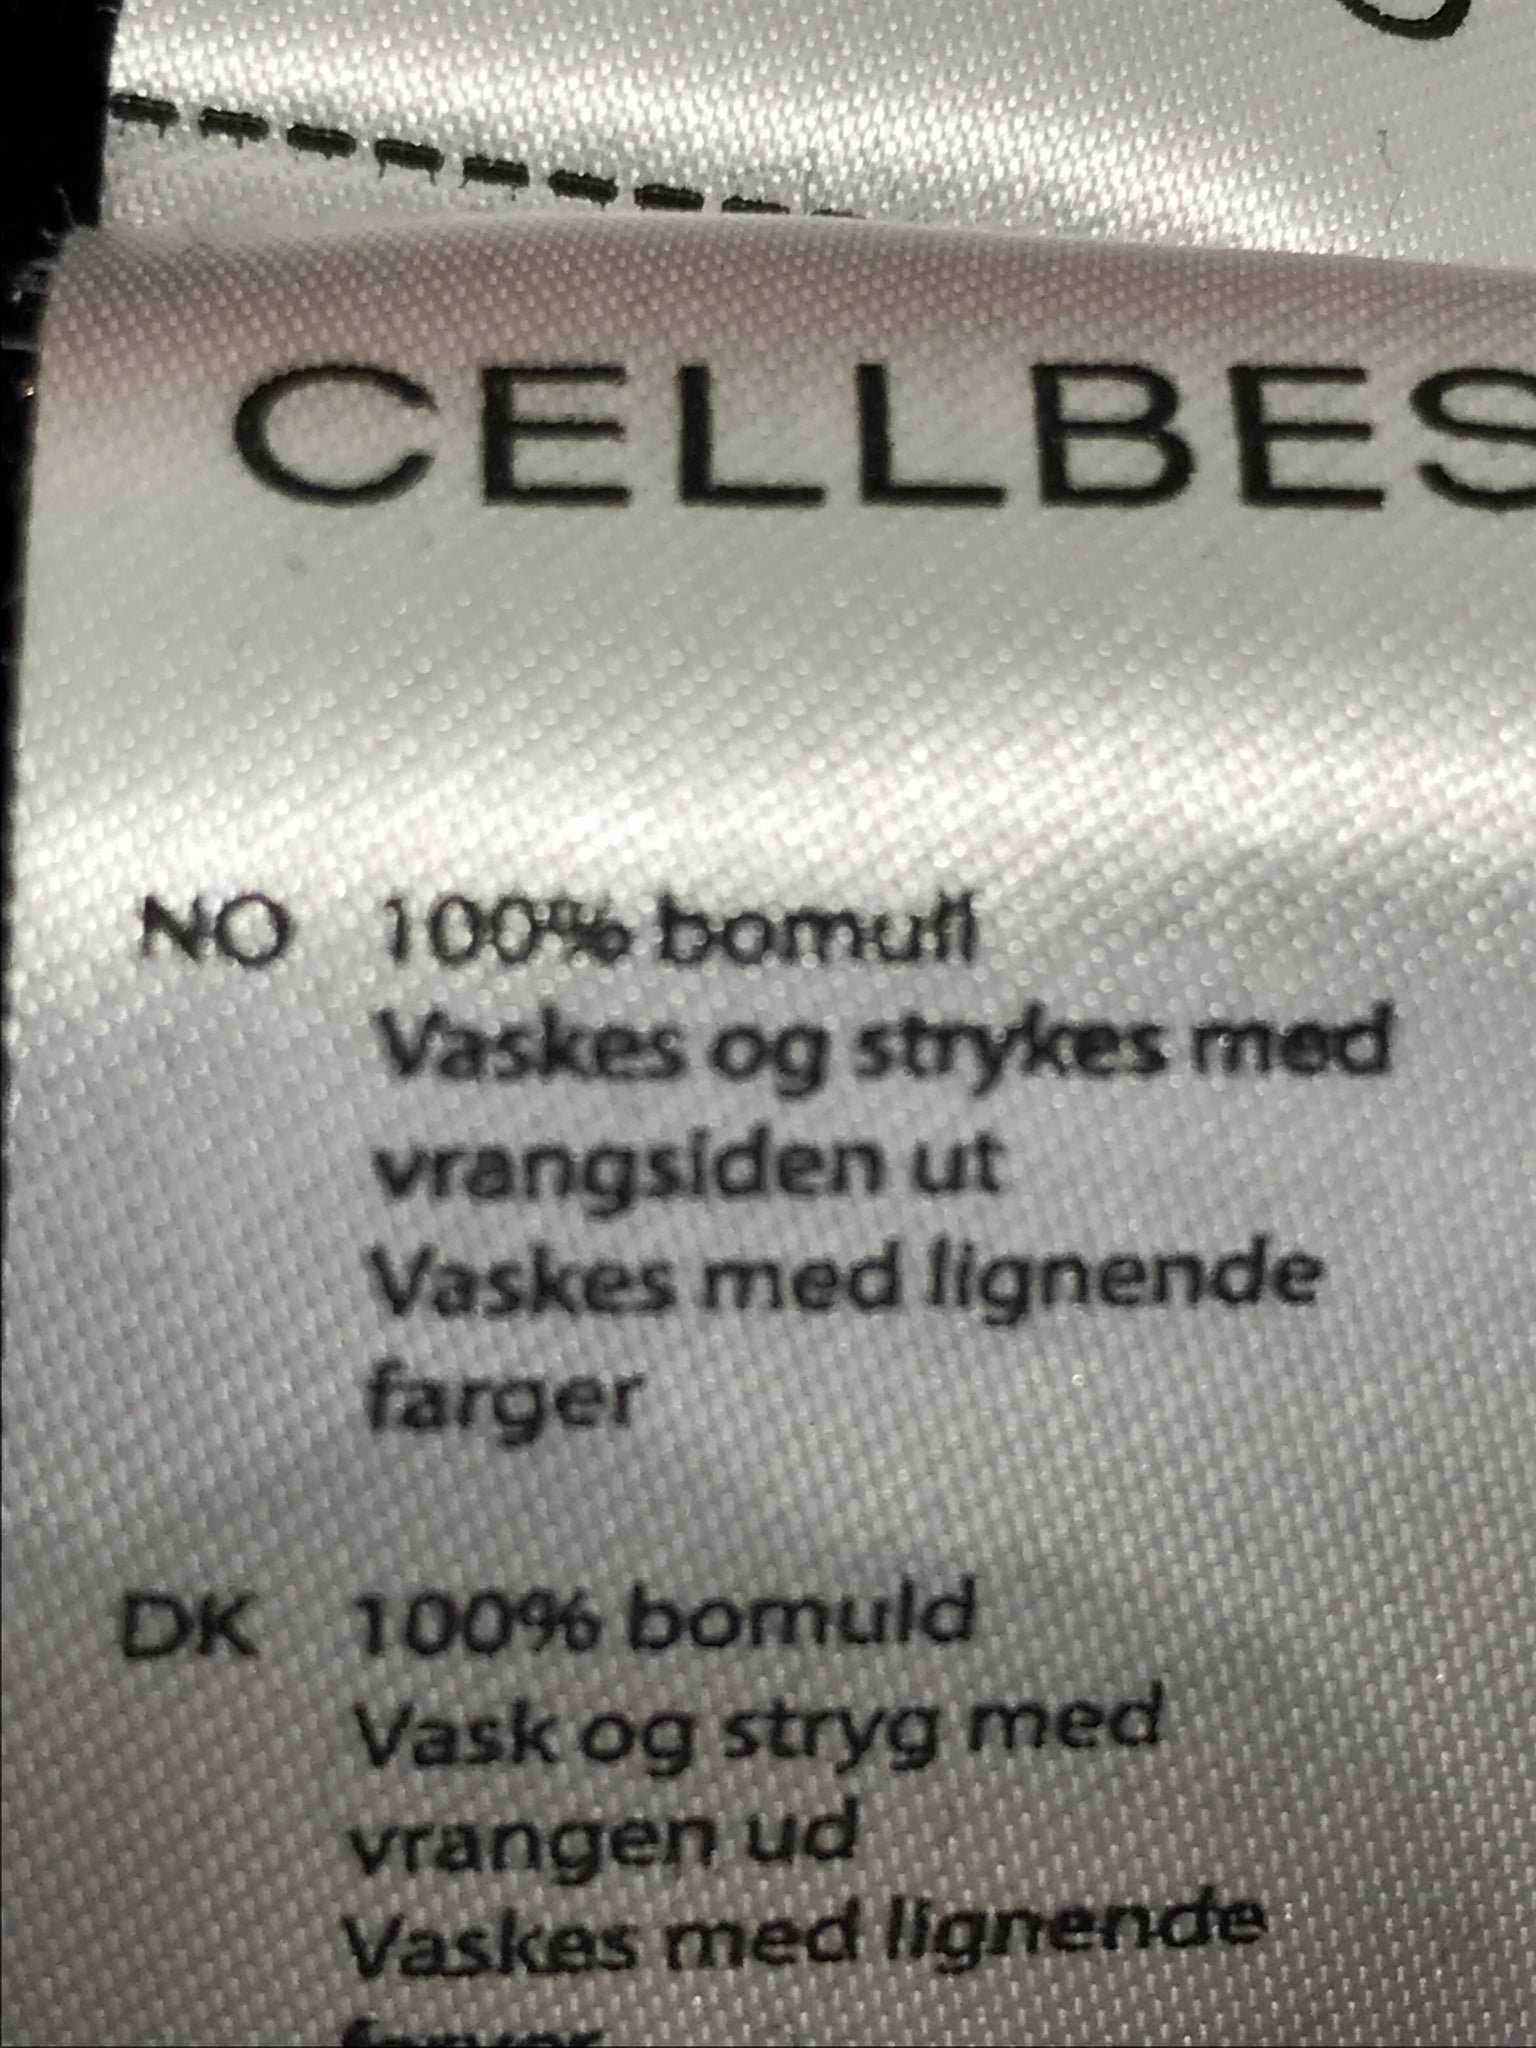 CELLBES
NO 100% bomull
Vaskes og strykes med
vrangsiden ut
Vaskes med lignende
farger
DK 100% bomuld
Vask og stryg med
vrangen ud
Vaskes med lignende
farver